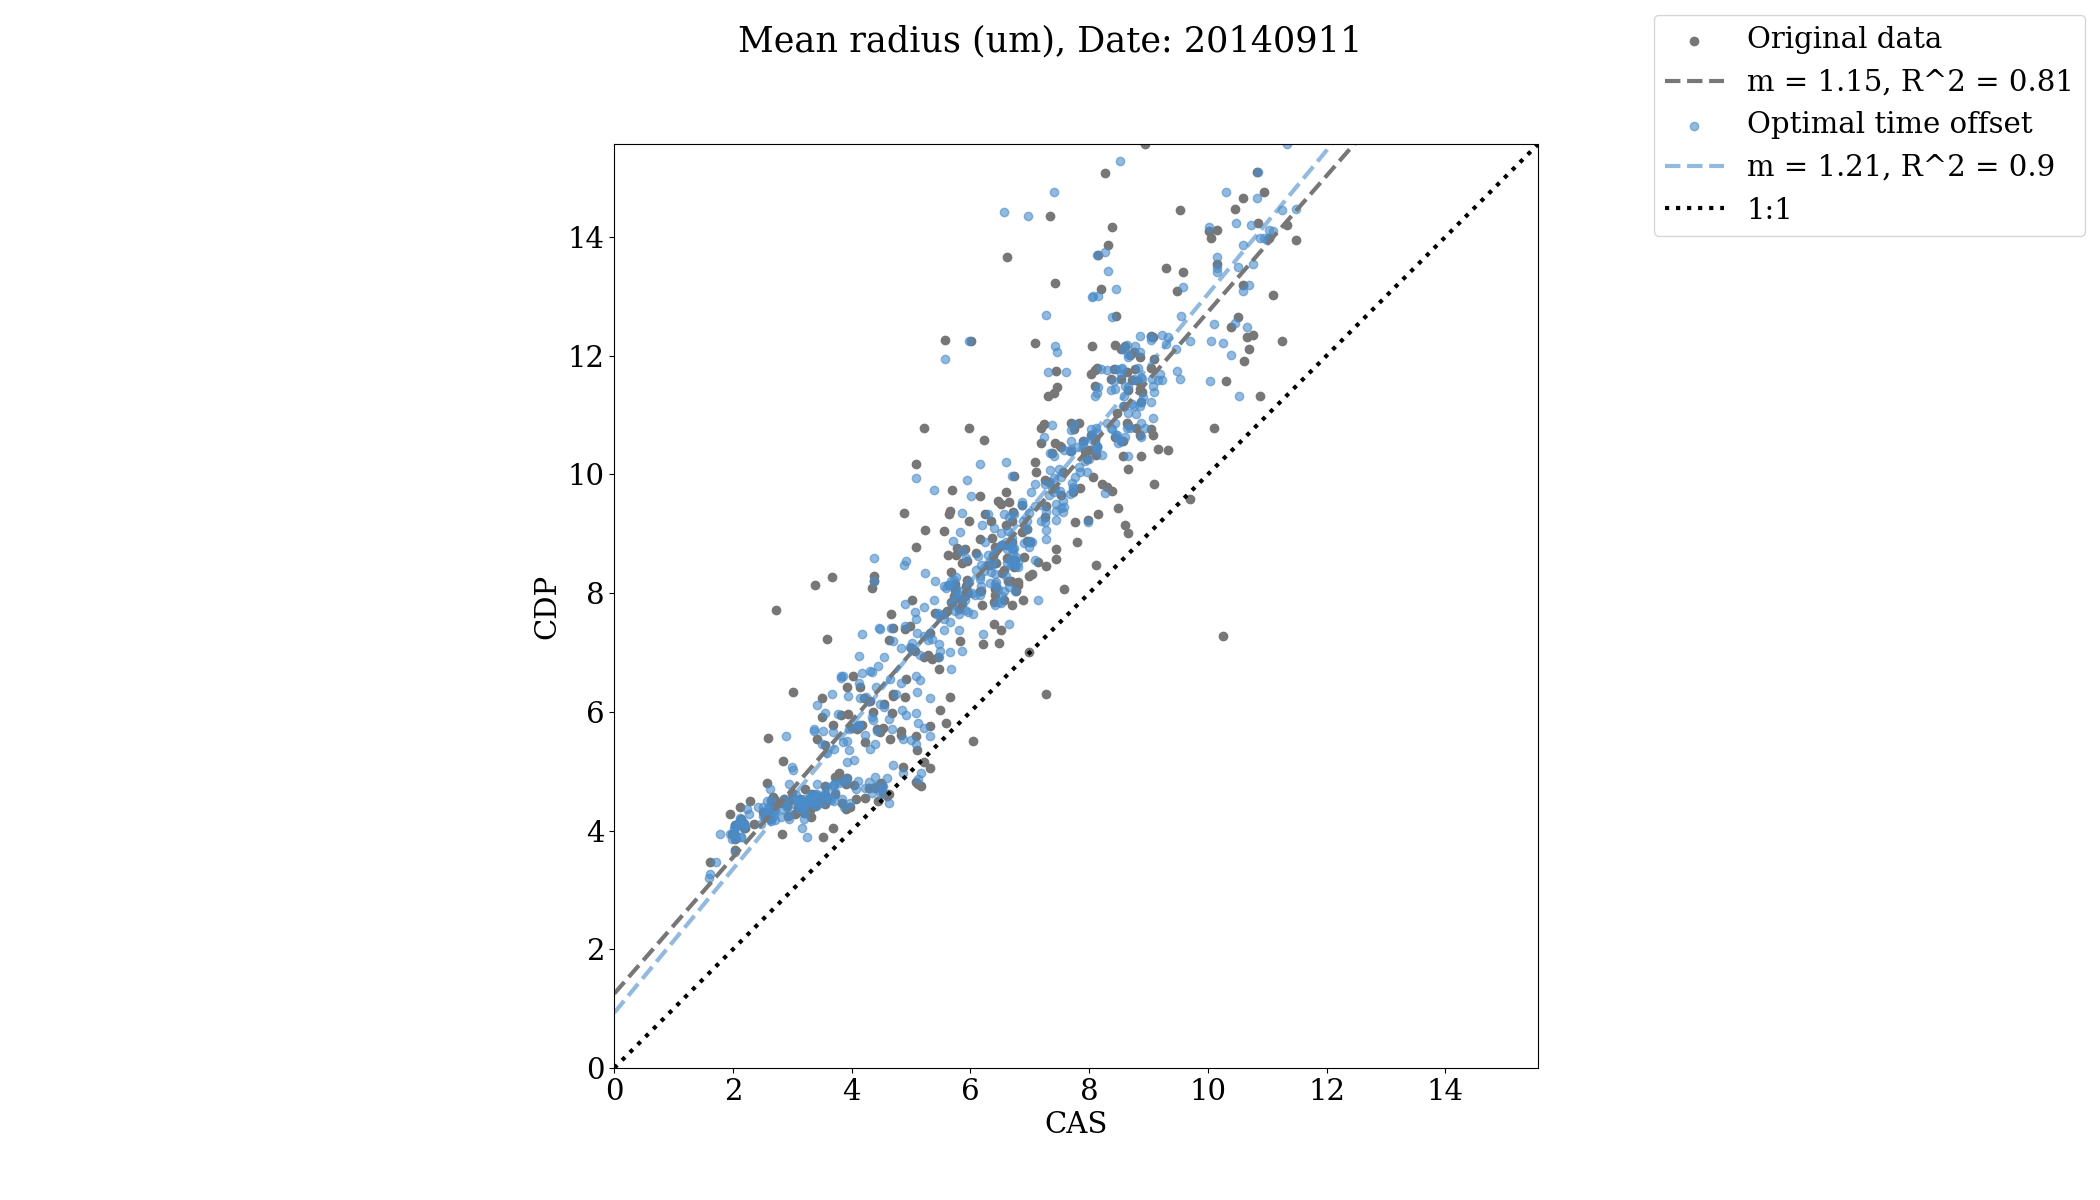 Mean radius (um), Date: 20140911
Original data
m = 1.15, R^2 = 0.81
Optimal time offset
m = 1.21, R^2 = 0.9
1:1
14
12
10
8
6
4
2
0
CDP
0 2 4 6 8 10 12 14
CAS